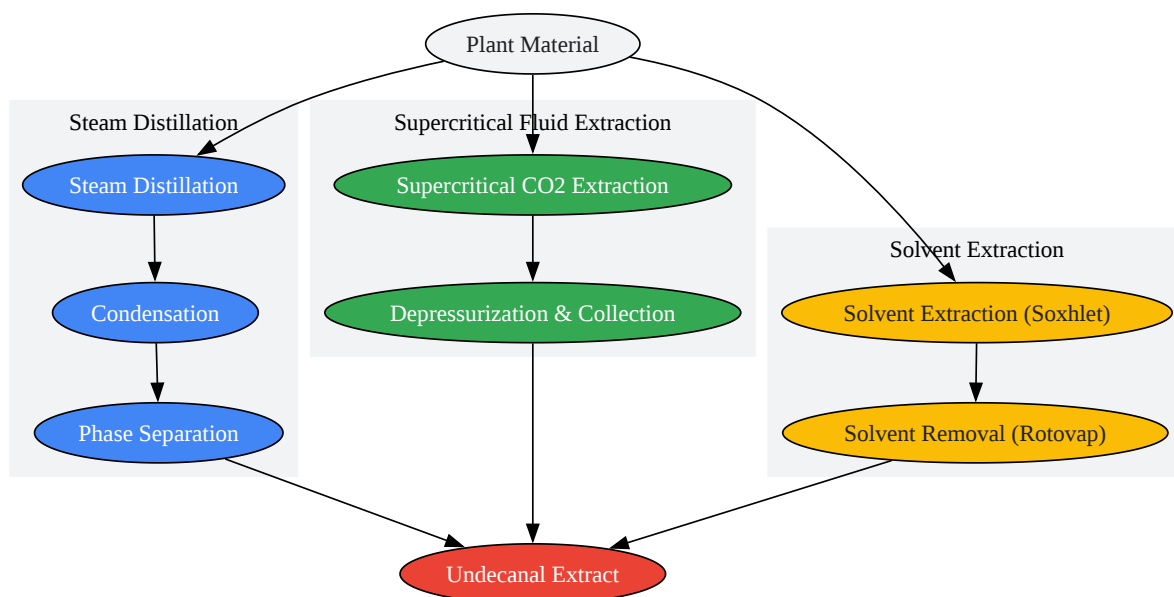 Plant Material
Steam Distillation
Supercritical Fluid Extraction
Steam Distillation
Supercritical CO2 Extraction
Solvent Extraction
Condensation
Depressurization & Collection
Solvent Extraction (Soxhlet)
Phase Separation
Solvent Removal (Rotovap)
Undecanal Extract